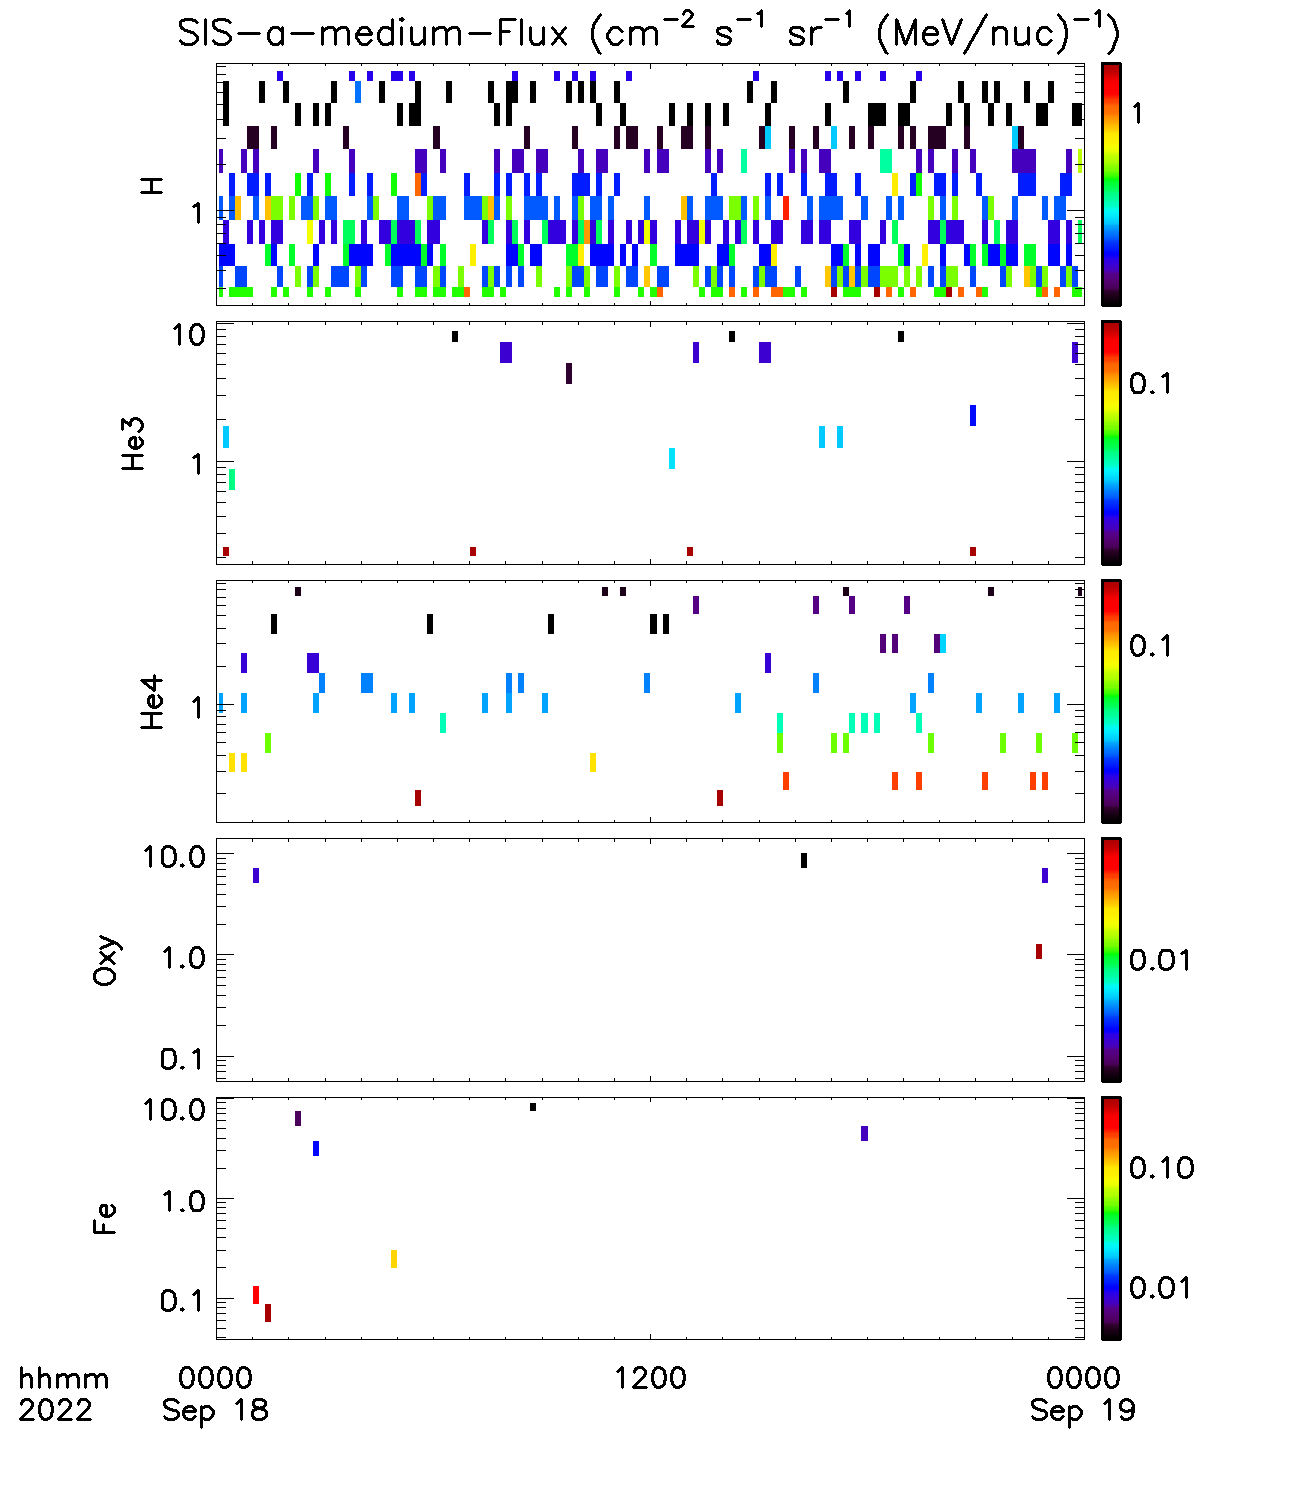 SIS-a-medium-Flux (cm⁻² s⁻¹ sr⁻¹ (MeV/nuc)⁻¹)
H
1
1
He3
10
1
0.1
He4
1
0.1
Oxy
10.0
1.0
0.1
0.01
Fe
10.0
1.0
0.1
0.10
0.01
hhmm 0000 1200 0000
2022 Sep 18 Sep 19